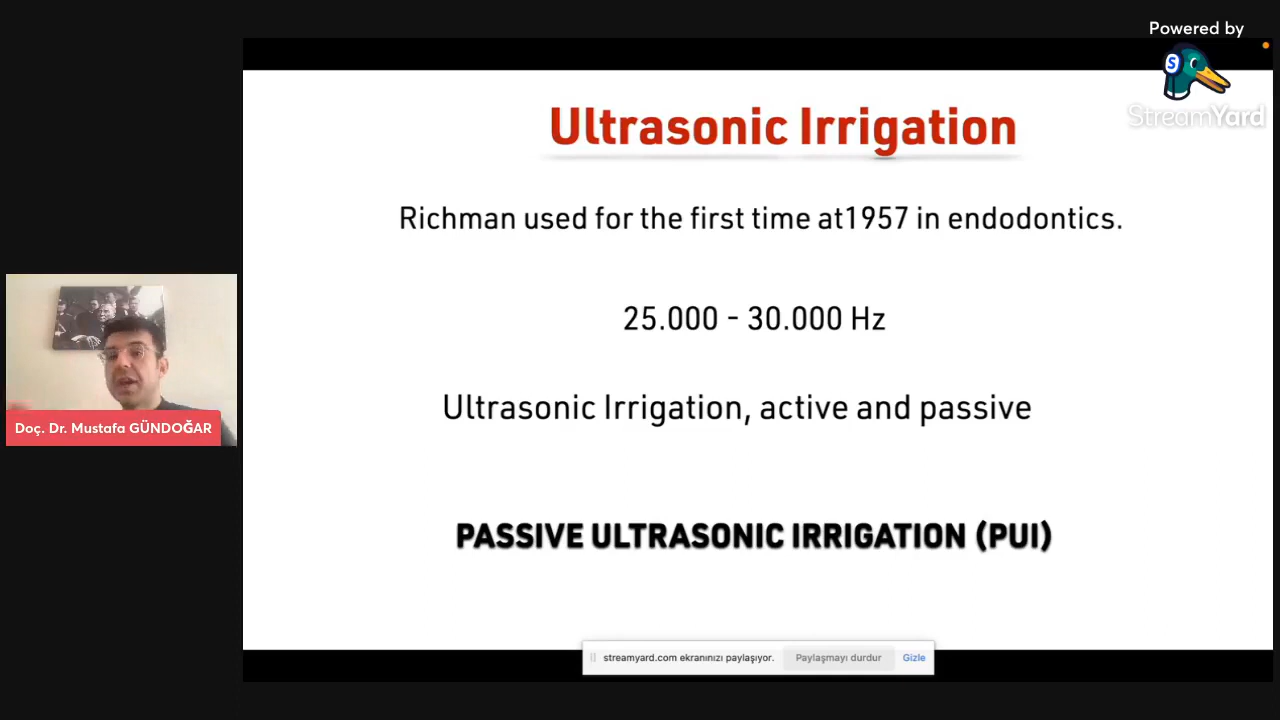 Powered by
S
StreamYard
Ultrasonic Irrigation
Richman used for the first time at1957 in endodontics.
25.000 - 30.000 Hz
Ultrasonic Irrigation, active and passive
PASSIVE ULTRASONIC IRRIGATION (PUI)
Doç. Dr. Mustafa GÜNDOĞAR
streamyard.com ekranınızı paylaşıyor. Paylaşmayı durdur Gizle